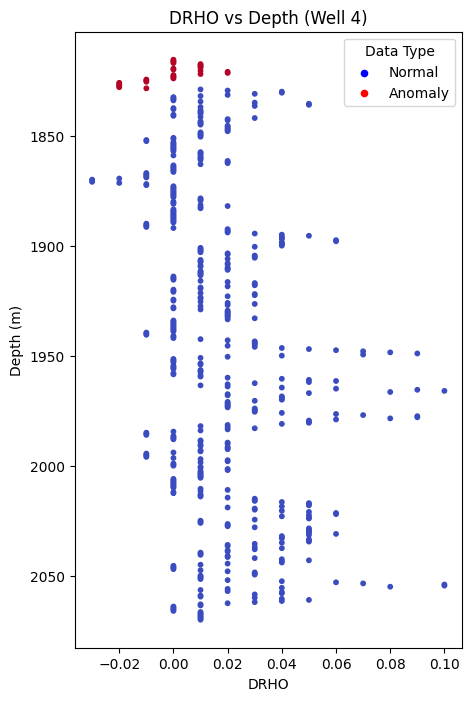 DRHO vs Depth (Well 4)
Data Type
Normal
Anomaly
1850
1900
1950
2000
2050
Depth (m)
−0.02 0.00 0.02 0.04 0.06 0.08 0.10
DRHO